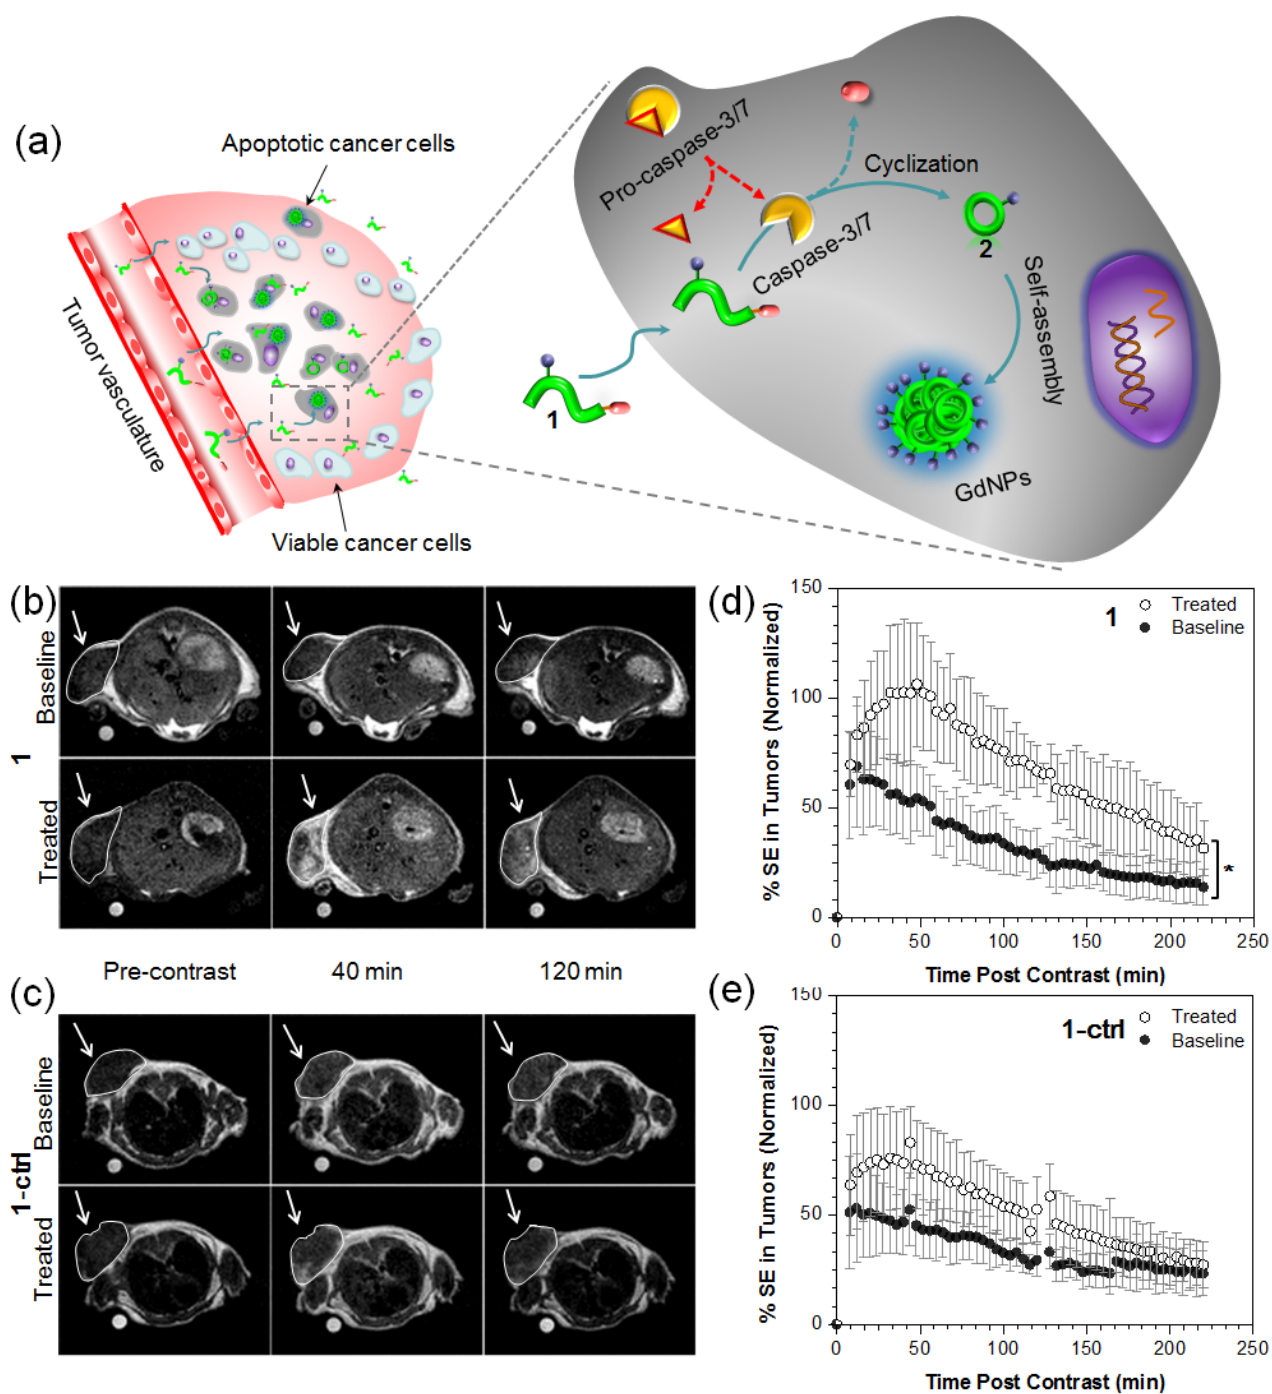 (a)
Apoptotic cancer cells
Tumor vasculature
Viable cancer cells
Pro-caspase-3/7
Caspase-3/7
Cyclization
1
2
Self-assembly
GdNPs
(b)
1
Baseline
Treated
Pre-contrast
40 min
120 min
(c)
1-ctrl
Baseline
Treated
(d)
% SE in Tumors (Normalized)
150
100
50
0
1
Treated
Baseline
*
0
50
100
150
200
250
Time Post Contrast (min)
(e)
% SE in Tumors (Normalized)
150
100
50
0
1-ctrl
Treated
Baseline
0
50
100
150
200
250
Time Post Contrast (min)